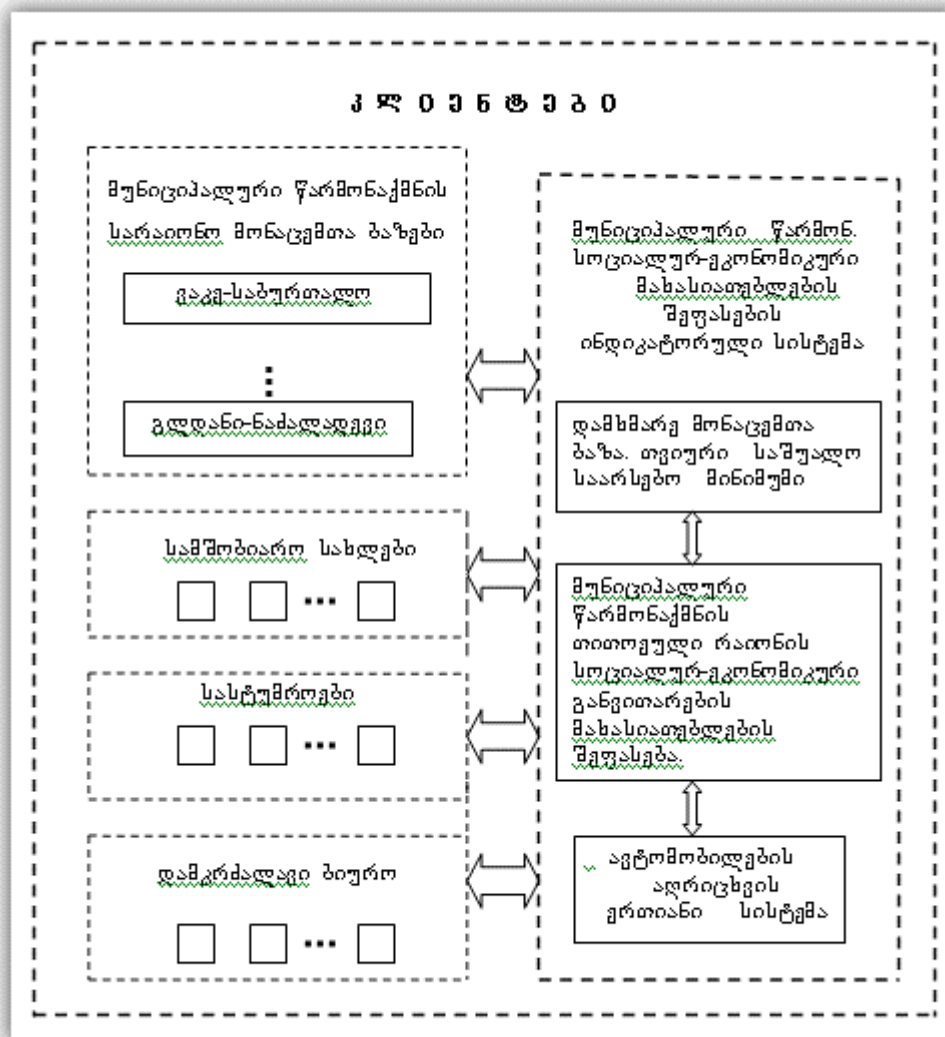 კ ლ ი ე ნ ტ ე ბ ი
მუნიციპალური წარმონაქმნის
სარაიონო მონაცემთა ბაზები
ვაკე-საბურთალო
გლდანი-ნაძალადევი
სამშობიარო სახლები
სასტუმროები
დამკრძალავი ბიურო
მუნიციპალური წარმონ.
სოციალურ-ეკონომიკური
მახასიათებლების
შეფასების
ინდიკატორული სისტემა
დამხმარე მონაცემთა
ბაზა. თვიური საშუალო
საარსებო მინიმუმი
მუნიციპალური
წარმონაქმნის
თითოეული რაიონის
სოციალურ-ეკონომიკური
განვითარების
მახასიათებლების
შეფასება.
ავტომობილების
აღრიცხვის
ერთიანი სისტემა